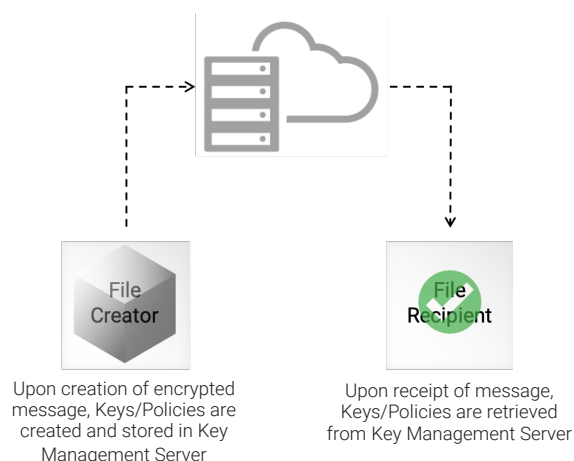 File
Creator
File
Recipient
Upon creation of encrypted
message, Keys/Policies are
created and stored in Key
Management Server
Upon receipt of message,
Keys/Policies are retrieved
from Key Management Server